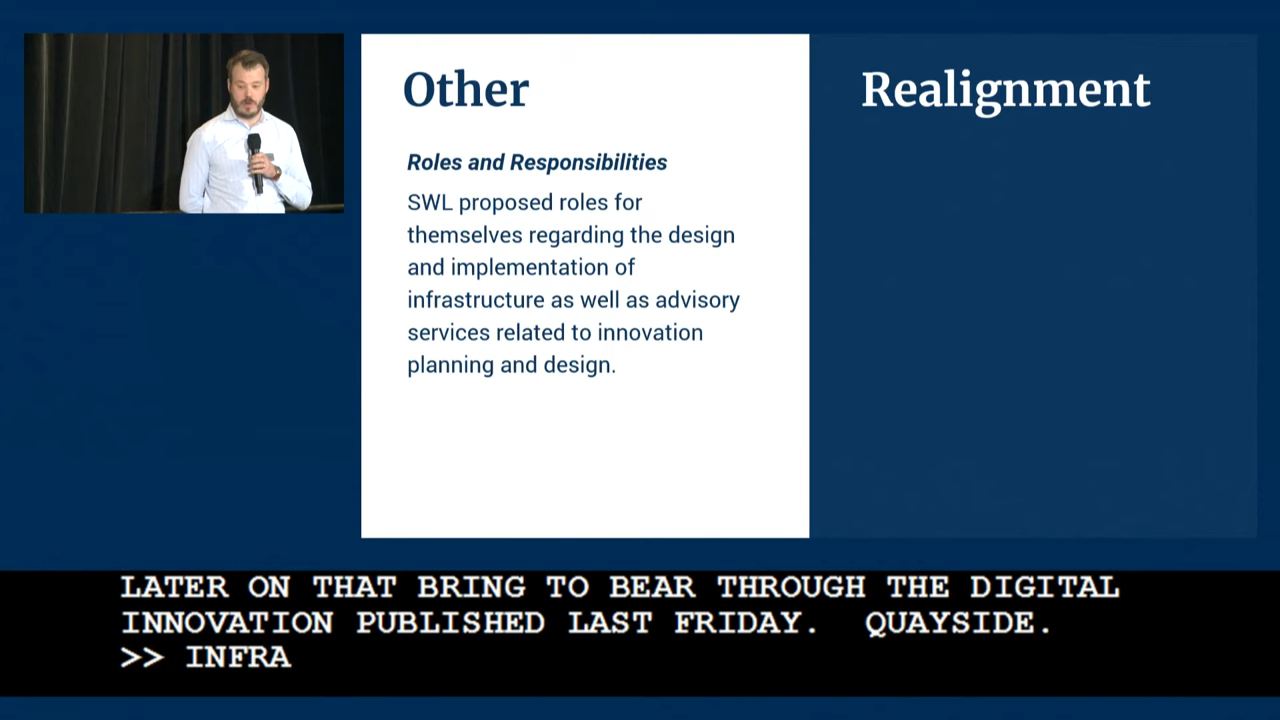 Other
Realignment
Roles and Responsibilities
SWL proposed roles for
themselves regarding the design
and implementation of
infrastructure as well as advisory
services related to innovation
planning and design.
LATER ON THAT BRING TO BEAR THROUGH THE DIGITAL
INNOVATION PUBLISHED LAST FRIDAY.  QUAYSIDE.
>> INFRA